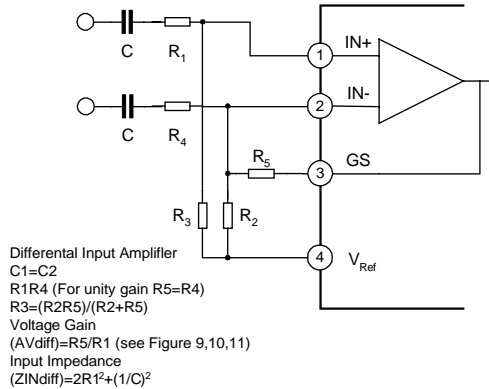 C
R1
1
IN+
C
R4
2
IN-
R5
3
GS
R3
R2
4
VRef
Differental Input Amplifler
C1=C2
R1R4 (For unity gain R5=R4)
R3=(R2R5)/(R2+R5)
Voltage Gain
(AVdiff)=R5/R1 (see Figure 9,10,11)
Input Impedance
(ZINdiff)=2R1²+(1/C)²